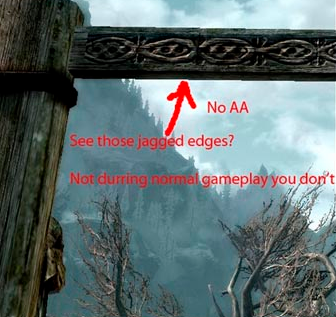 No AA
See those jagged edges?
Not durring normal gameplay you don't